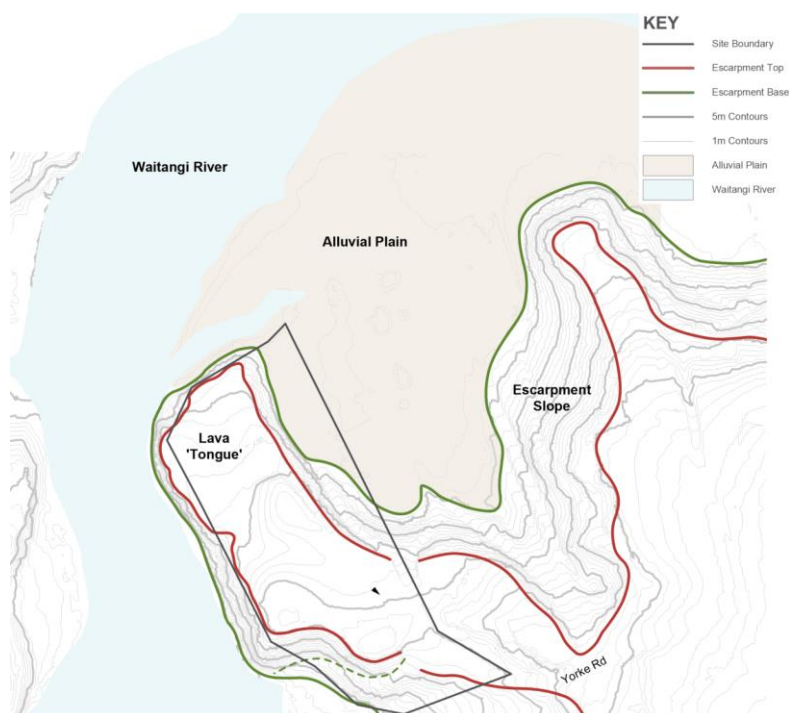 KEY
Site Boundary
Escarpment Top
Escarpment Base
5m Contours
1m Contours
Alluvial Plain
Waitangi River
Waitangi River
Alluvial Plain
Escarpment
Slope
Lava
'Tongue'
Yorke Rd